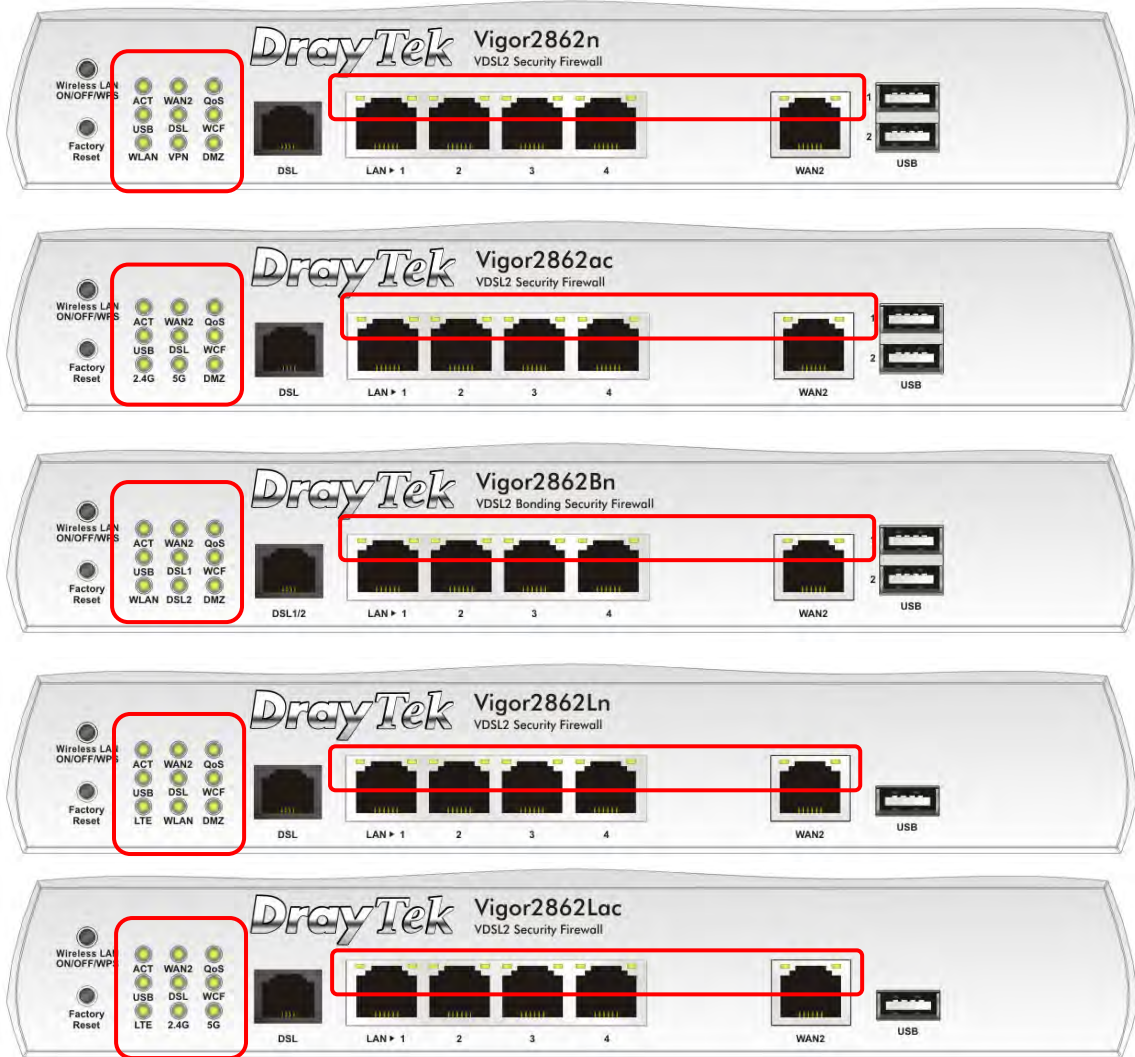 DrayTek Vigor2862n
VDSL2 Security Firewall
Wireless LAN
ON/OFF/WPS
Factory
Reset
ACT WAN2 QoS
USB DSL WCF
WLAN VPN DMZ
DSL
LAN ▶ 1 2 3 4
WAN2
1
2
USB
DrayTek Vigor2862ac
VDSL2 Security Firewall
Wireless LAN
ON/OFF/WPS
Factory
Reset
ACT WAN2 QoS
USB DSL WCF
2.4G 5G DMZ
DSL
LAN ▶ 1 2 3 4
WAN2
1
2
USB
DrayTek Vigor2862Bn
VDSL2 Bonding Security Firewall
Wireless LAN
ON/OFF/WPS
Factory
Reset
ACT WAN2 QoS
USB DSL1 WCF
WLAN DSL2 DMZ
DSL1/2
LAN ▶ 1 2 3 4
WAN2
1
2
USB
DrayTek Vigor2862Ln
VDSL2 Security Firewall
Wireless LAN
ON/OFF/WPS
Factory
Reset
ACT WAN2 QoS
USB DSL WCF
LTE WLAN DMZ
DSL
LAN ▶ 1 2 3 4
WAN2
USB
DrayTek Vigor2862Lac
VDSL2 Security Firewall
Wireless LAN
ON/OFF/WPS
Factory
Reset
ACT WAN2 QoS
USB DSL WCF
LTE 2.4G 5G
DSL
LAN ▶ 1 2 3 4
WAN2
USB